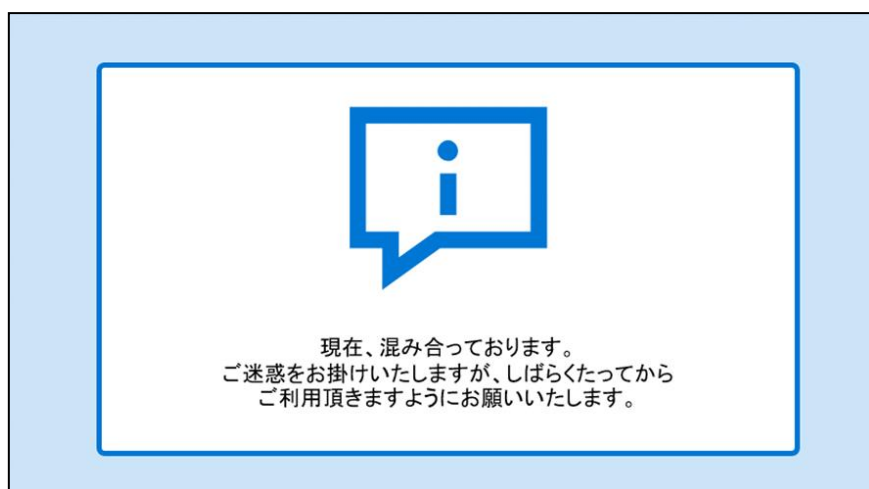 現在、混み合っております。
ご迷惑をお掛けいたしますが、しばらくたってから
ご利用頂きますようにお願いいたします。